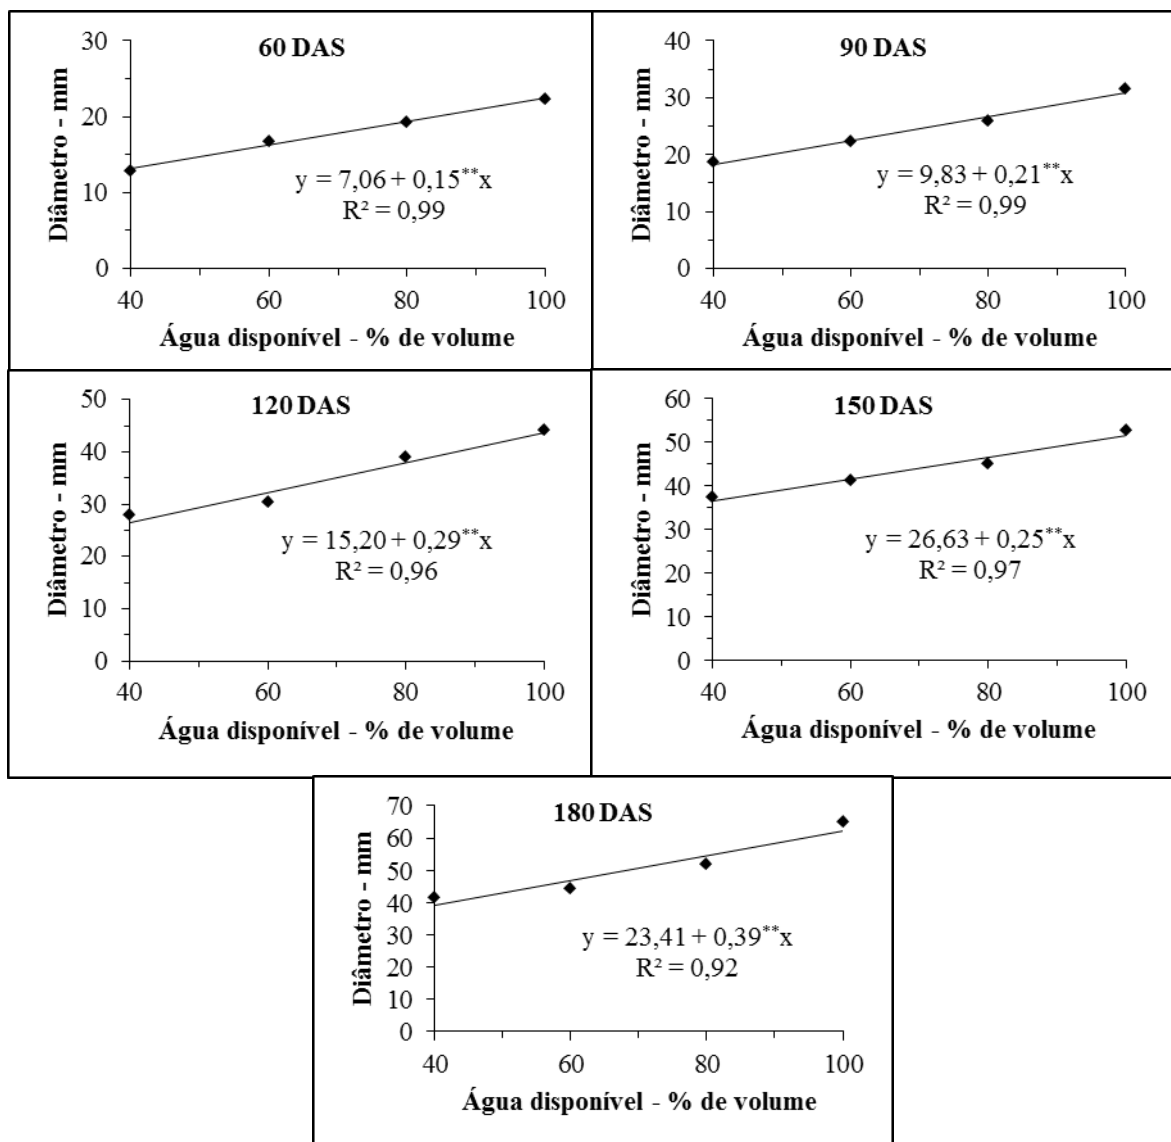 60 DAS
Diâmetro - mm
30
20
10
0
y = 7,06 + 0,15**x
R² = 0,99
40 60 80 100
Água disponível - % de volume
90 DAS
Diâmetro - mm
40
30
20
10
0
y = 9,83 + 0,21**x
R² = 0,99
40 60 80 100
Água disponível - % de volume
120 DAS
Diâmetro - mm
50
40
30
20
10
0
y = 15,20 + 0,29**x
R² = 0,96
40 60 80 100
Água disponível - % de volume
150 DAS
Diâmetro - mm
60
50
40
30
20
10
0
y = 26,63 + 0,25**x
R² = 0,97
40 60 80 100
Água disponível - % de volume
180 DAS
Diâmetro - mm
70
60
50
40
30
20
10
0
y = 23,41 + 0,39**x
R² = 0,92
40 60 80 100
Água disponível - % de volume